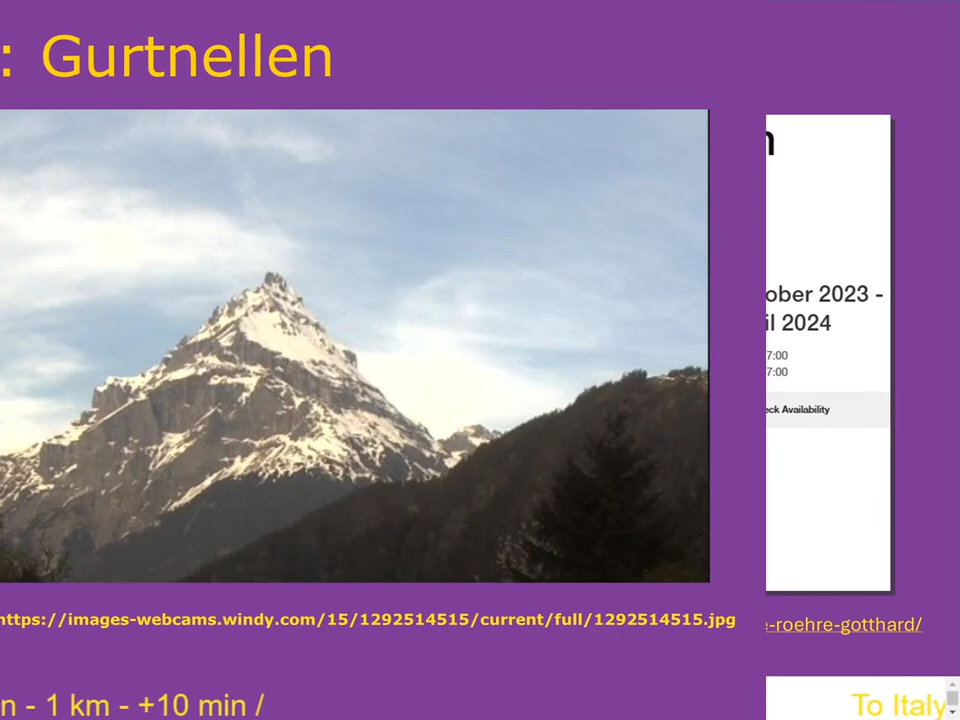 : Gurtnellen
ober 2023 -
il 2024
7:00
7:00
ck Availability
https://images-webcams.windy.com/15/1292514515/current/full/1292514515.jpg
-roehre-gotthard/
n - 1 km - +10 min /
To Italy